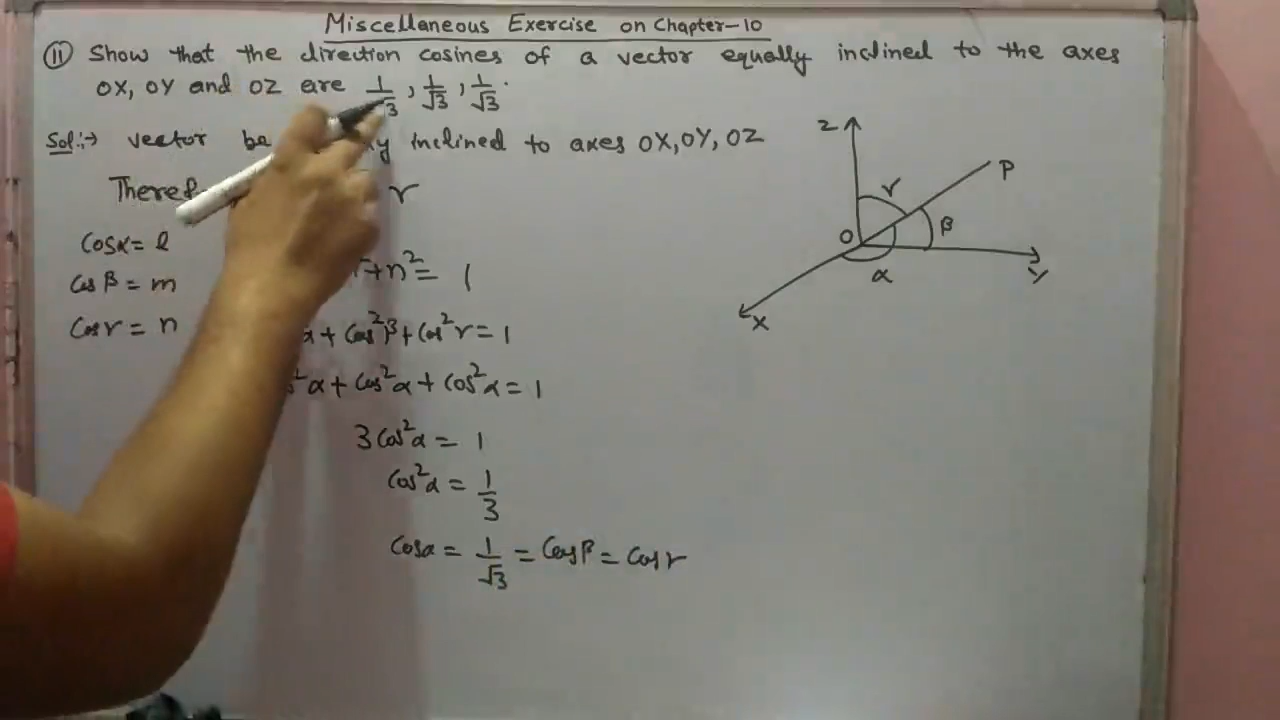 Miscellaneous Exercise on Chapter-10
⑪ Show that the direction cosines of a vector equally inclined to the axes
OX, OY and OZ are 1/√3, 1/√3, 1/√3.
Sol:→ vector be inclined to axes OX, OY, OZ
r
Cosα = l
Cosβ = m
Cosr = n
+n² = 1
α + Cos²β + Cos²r = 1
²α + Cos²α + Cos²α = 1
3Cos²α = 1
Cos²α = 1/3
Cosα = 1/√3 = Cosβ = Cosr
Z
P
r
O
β
α
Y
X